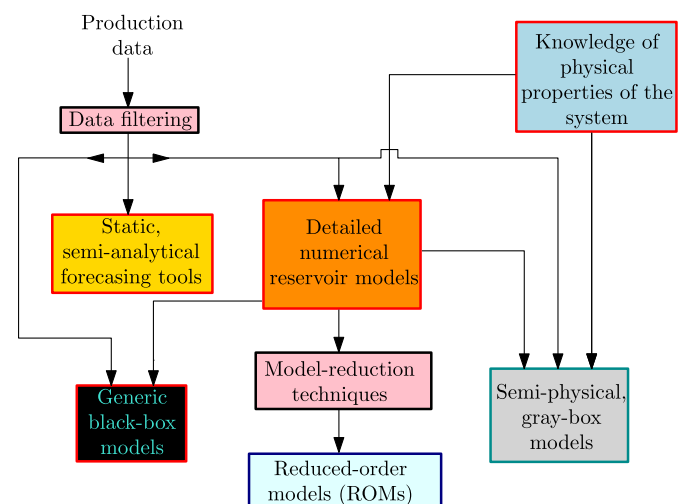 Production
data
Knowledge of
physical
properties of the
system
Data filtering
Static,
semi-analytical
forecasing tools
Detailed
numerical
reservoir models
Model-reduction
techniques
Generic
black-box
models
Semi-physical,
gray-box
models
Reduced-order
models (ROMs)